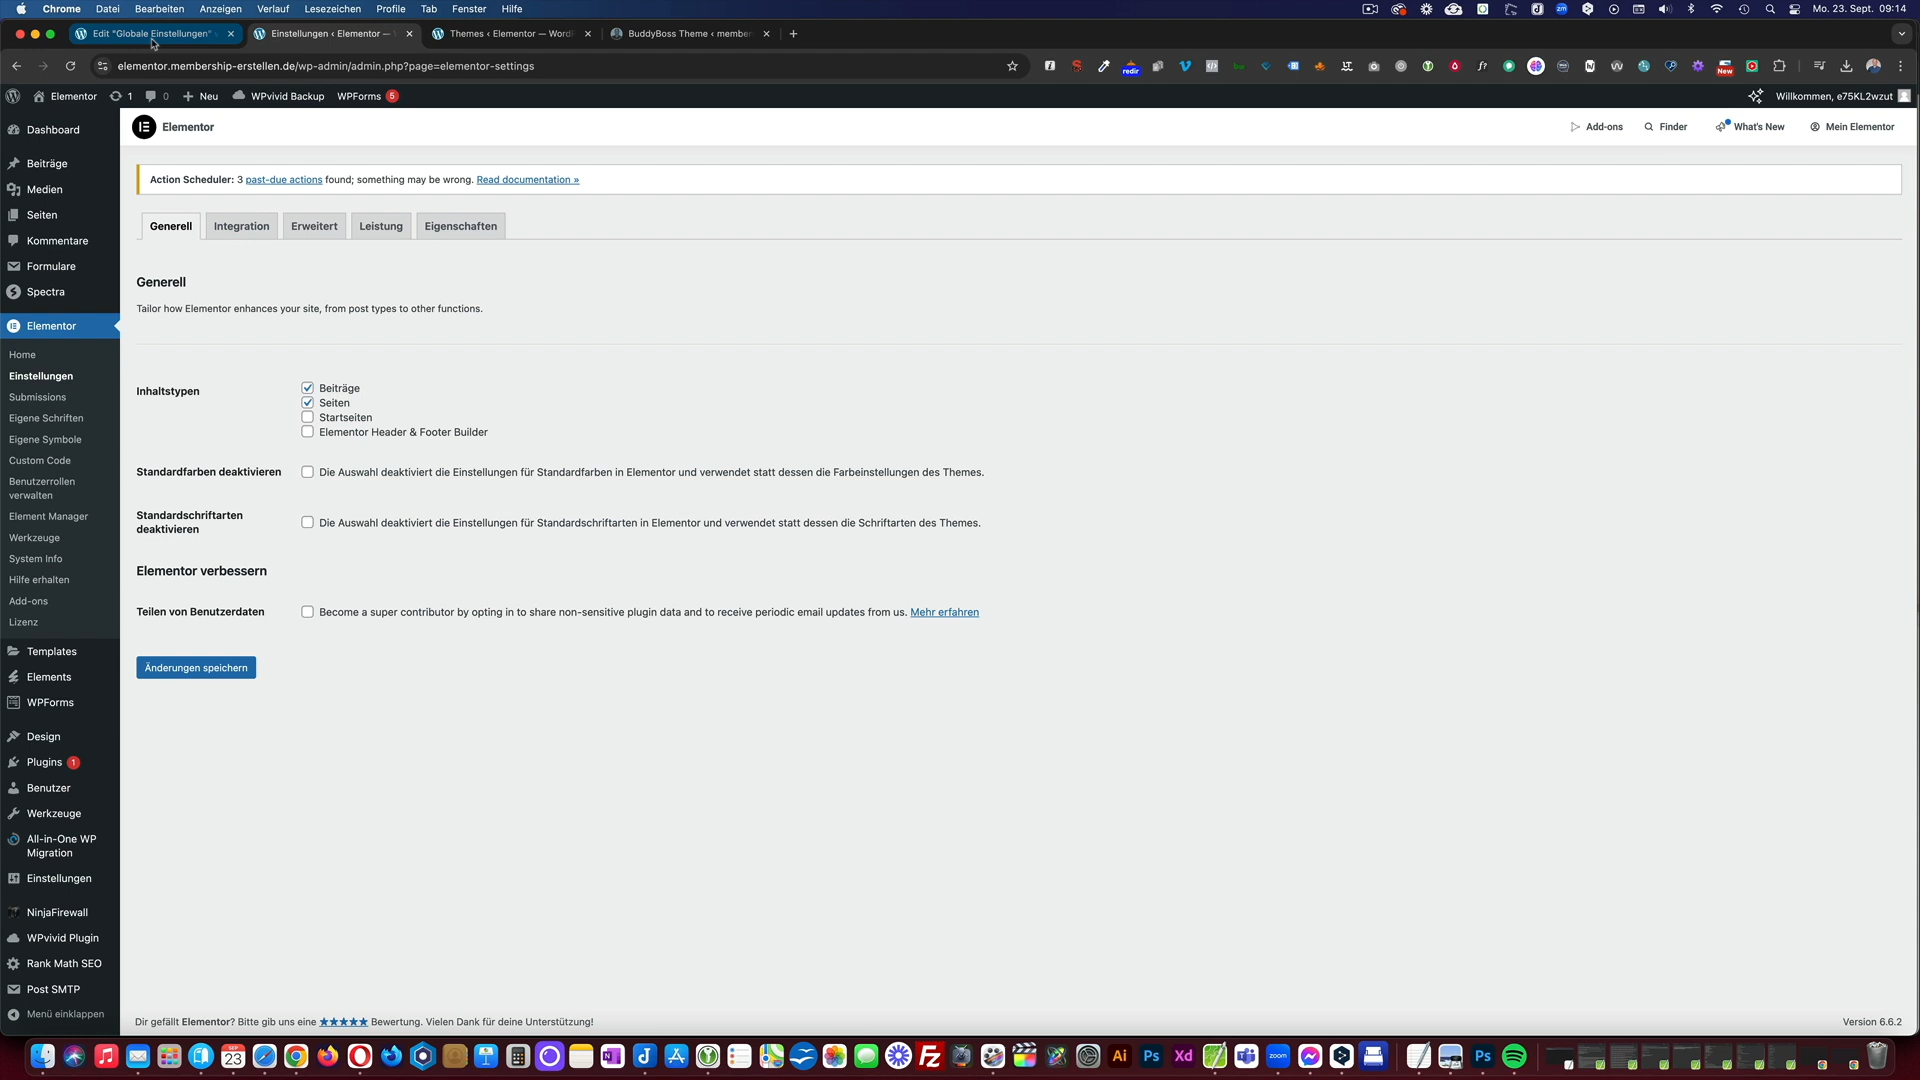 Chrome Datei Bearbeiten Anzeigen Verlauf Lesezeichen Profile Tab Fenster Hilfe Mo. 23. Sept. 09:14
Edit "Globale Einstellungen" Einstellungen ‹ Elementor — Themes ‹ Elementor — Word BuddyBoss Theme ‹ member
elementor.membership-erstellen.de/wp-admin/admin.php?page=elementor-settings
redir
New
Elementor 1 0 Neu WPvivid Backup WPForms 5 Willkommen, e75KL2wzut
Dashboard
Beiträge
Medien
Seiten
Kommentare
Formulare
Spectra
Elementor
Home
Einstellungen
Submissions
Eigene Schriften
Eigene Symbole
Custom Code
Benutzerrollen
verwalten
Element Manager
Werkzeuge
System Info
Hilfe erhalten
Add-ons
Lizenz
Templates
Elements
WPForms
Design
Plugins 1
Benutzer
Werkzeuge
All-in-One WP
Migration
Einstellungen
NinjaFirewall
WPvivid Plugin
Rank Math SEO
Post SMTP
Menü einklappen
Elementor Add-ons Finder What's New Mein Elementor
Action Scheduler: 3 past-due actions found; something may be wrong. Read documentation »
Generell Integration Erweitert Leistung Eigenschaften
Generell
Tailor how Elementor enhances your site, from post types to other functions.
Inhaltstypen
Beiträge
Seiten
Startseiten
Elementor Header & Footer Builder
Standardfarben deaktivieren Die Auswahl deaktiviert die Einstellungen für Standardfarben in Elementor und verwendet statt dessen die Farbeinstellungen des Themes.
Standardschriftarten
deaktivieren
Die Auswahl deaktiviert die Einstellungen für Standardschriftarten in Elementor und verwendet statt dessen die Schriftarten des Themes.
Elementor verbessern
Teilen von Benutzerdaten Become a super contributor by opting in to share non-sensitive plugin data and to receive periodic email updates from us. Mehr erfahren
Änderungen speichern
Dir gefällt Elementor? Bitte gib uns eine ★★★★★ Bewertung. Vielen Dank für deine Unterstützung! Version 6.6.2
SEP
23
FZ
Ai Ps Xd
zoom
Ps